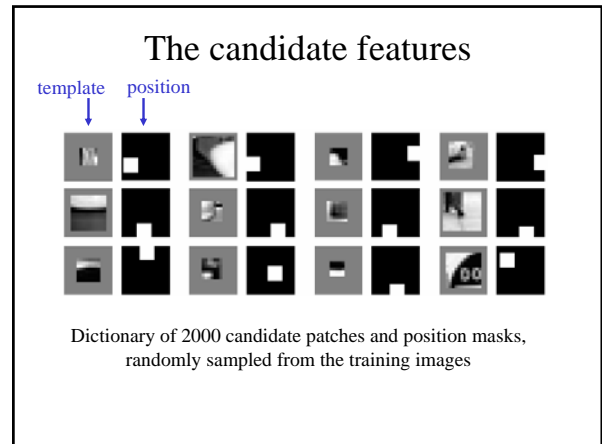 The candidate features
template position
Dictionary of 2000 candidate patches and position masks,
randomly sampled from the training images